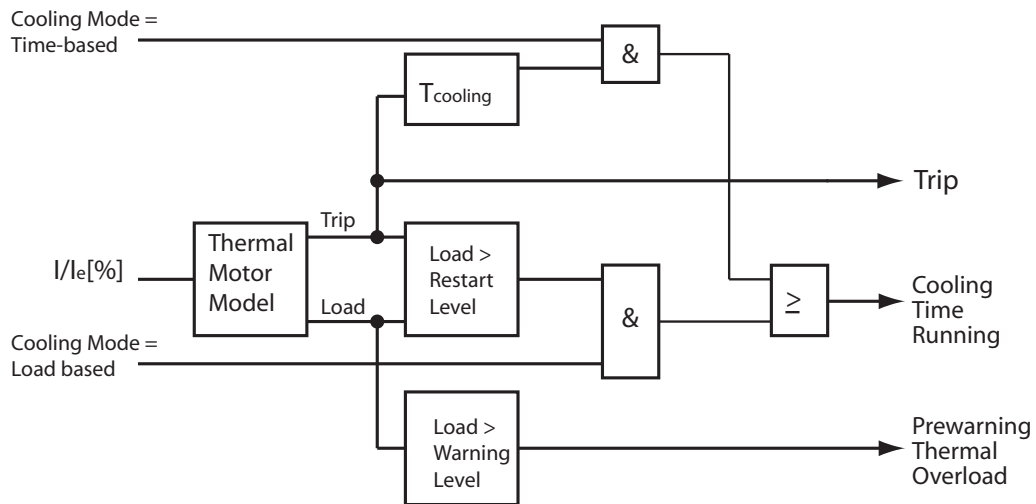 Cooling Mode =
Time-based
&
Tcooling
Trip
Trip
Thermal
Motor
Model
I/Ie[%]
Load >
Restart
Level
Load
&
≥
Cooling
Time
Running
Cooling Mode =
Load based
Load >
Warning
Level
Prewarning
Thermal
Overload